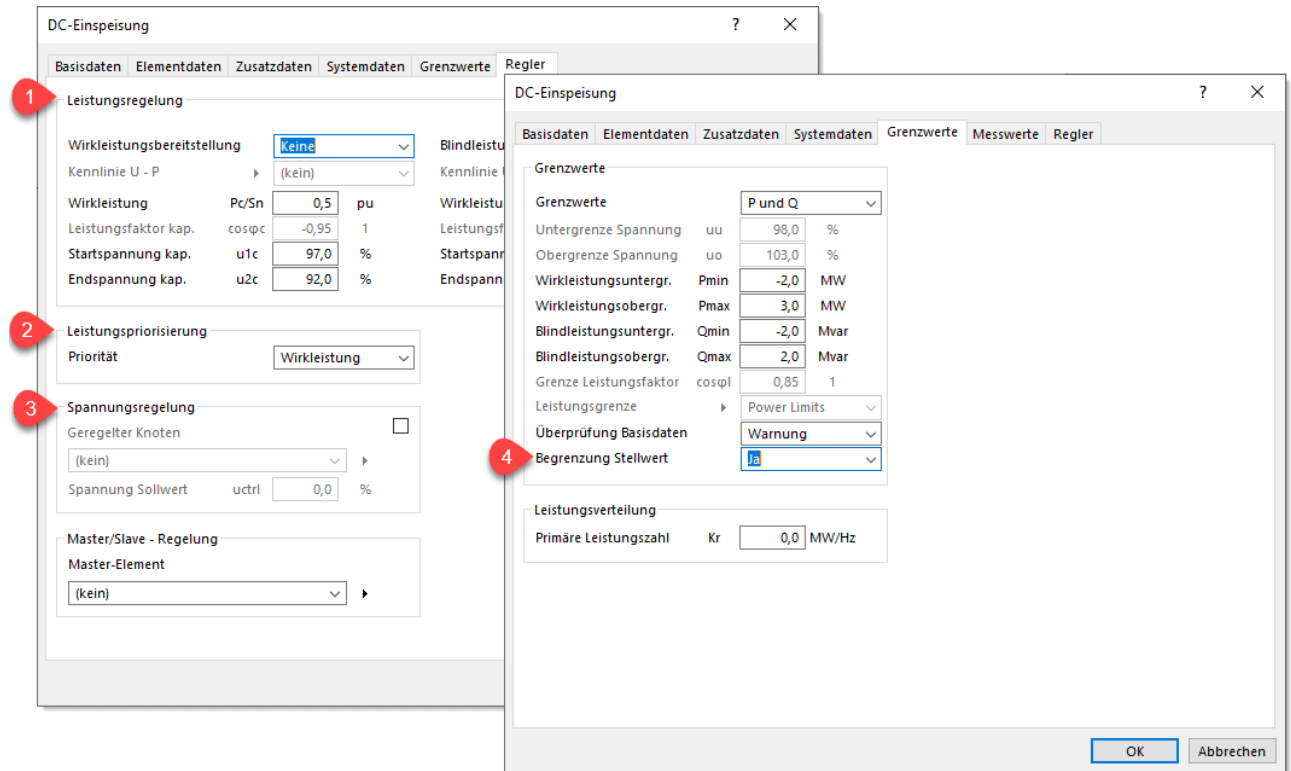 DC-Einspeisung ? ×
Basisdaten Elementdaten Zusatzdaten Systemdaten Grenzwerte Regler
1 Leistungsregelung
Wirkleistungsbereitstellung Keine Blindleistu
Kennlinie U - P (kein) Kennlinie
Wirkleistung Pc/Sn 0,5 pu Wirkleistu
Leistungsfaktor kap. cosφc -0,95 1 Leistungsf
Startspannung kap. u1c 97,0 % Startspann
Endspannung kap. u2c 92,0 % Endspann
2 Leistungspriorisierung
Priorität Wirkleistung
3 Spannungsregelung
Geregelter Knoten
(kein)
Spannung Sollwert uctrl 0,0 %
Master/Slave - Regelung
Master-Element
(kein)
DC-Einspeisung ? ×
Basisdaten Elementdaten Zusatzdaten Systemdaten Grenzwerte Messwerte Regler
Grenzwerte
Grenzwerte P und Q
Untergrenze Spannung uu 98,0 %
Obergrenze Spannung uo 103,0 %
Wirkleistungsuntergr. Pmin -2,0 MW
Wirkleistungsobergr. Pmax 3,0 MW
Blindleistungsuntergr. Qmin -2,0 Mvar
Blindleistungsobergr. Qmax 2,0 Mvar
Grenze Leistungsfaktor cosφl 0,85 1
Leistungsgrenze Power Limits
Überprüfung Basisdaten Warnung
4 Begrenzung Stellwert Ja
Leistungsverteilung
Primäre Leistungszahl Kr 0,0 MW/Hz
OK Abbrechen